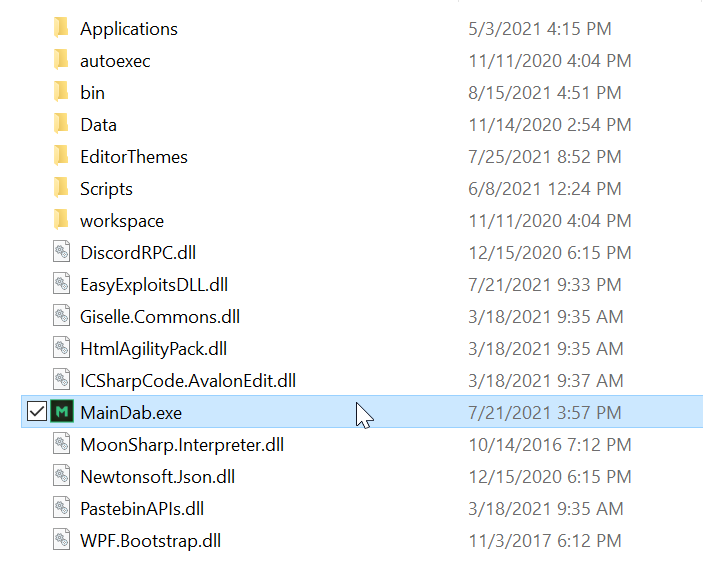 Applications 5/3/2021 4:15 PM
autoexec 11/11/2020 4:04 PM
bin 8/15/2021 4:51 PM
Data 11/14/2020 2:54 PM
EditorThemes 7/25/2021 8:52 PM
Scripts 6/8/2021 12:24 PM
workspace 11/11/2020 4:04 PM
DiscordRPC.dll 12/15/2020 6:15 PM
EasyExploitsDLL.dll 7/21/2021 9:33 PM
Giselle.Commons.dll 3/18/2021 9:35 AM
HtmlAgilityPack.dll 3/18/2021 9:35 AM
ICSharpCode.AvalonEdit.dll 3/18/2021 9:37 AM
M MainDab.exe 7/21/2021 3:57 PM
MoonSharp.Interpreter.dll 10/14/2016 7:12 PM
Newtonsoft.Json.dll 12/15/2020 6:15 PM
PastebinAPIs.dll 3/18/2021 9:35 AM
WPF.Bootstrap.dll 11/3/2017 6:12 PM